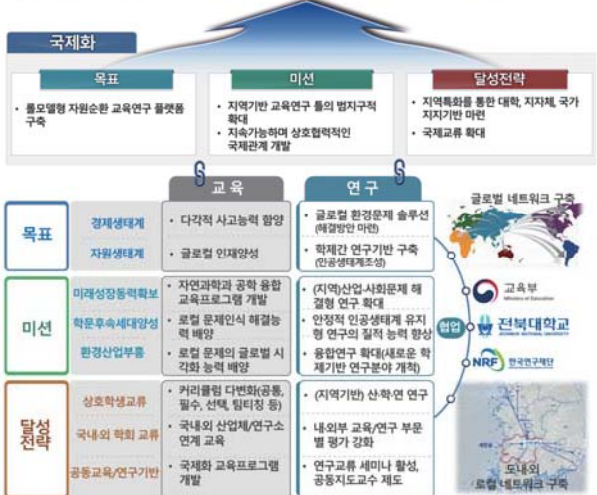 국제화
목표
• 롤모델형 자원순환 교육연구 플랫폼
구축
미션
• 지역기반 교육연구 틀의 범지구적
확대
• 지속가능하며 상호협력적인
국제관계 개발
달성전략
• 지역특화를 통한 대학, 지자체, 국가
지지기반 마련
• 국제교류 확대
교육
연구
목표
경제생태계
• 다각적 사고능력 함양
• 글로컬 환경문제 솔루션
(해결방안 마련)
자원생태계
• 글로컬 인재양성
• 학제간 연구기반 구축
(인공생태계조성)
미션
미래성장동력확보
• 자연과학과 공학 융합
교육프로그램 개발
• (지역)산업·사회문제 해
결형 연구 확대
학문후속세대양성
• 로컬 문제인식 해결능
력 배양
• 안정적 인공생태계 유지
형 연구의 질적 능력 향상
환경산업부흥
• 로컬 문제의 글로벌 시
각화 능력 배양
• 융합연구 확대(새로운 학
제기반 연구분야 개척)
달성
전략
상호학생교류
• 커리큘럼 다변화(공통,
필수, 선택, 팀티칭 등)
• (지역기반) 산·학·연 연구
국내·외 학회 교류
• 국내·외 산업체/연구소
연계 교육
• 내·외부 교육/연구 부문
별 평가 강화
공동교육/연구기반
• 국제화 교육프로그램
개발
• 연구교류 세미나 활성,
공동지도교수 제도
글로벌 네트워크 구축
교육부
Ministry of Education
협업
전북대학교
JEONBUK NATIONAL UNIVERSITY
NRF 한국연구재단
도내·외
로컬 네트워크 구축